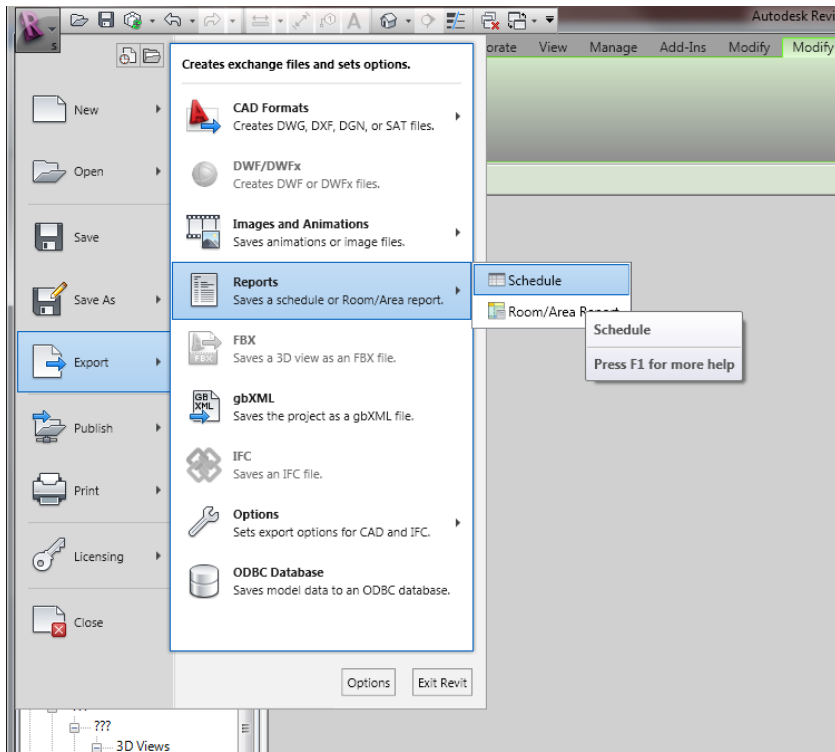 Autodesk Revi
S
orate View Manage Add-Ins Modify Modify
Creates exchange files and sets options.
New
Open
Save
Save As
Export
Publish
Print
Licensing
Close
CAD Formats
Creates DWG, DXF, DGN, or SAT files.
DWF/DWFx
Creates DWF or DWFx files.
Images and Animations
Saves animations or image files.
Reports
Saves a schedule or Room/Area report.
FBX
Saves a 3D view as an FBX file.
gbXML
Saves the project as a gbXML file.
IFC
Saves an IFC file.
Options
Sets export options for CAD and IFC.
ODBC Database
Saves model data to an ODBC database.
Schedule
Room/Area Report
Schedule
Press F1 for more help
Options Exit Revit
???
3D Views